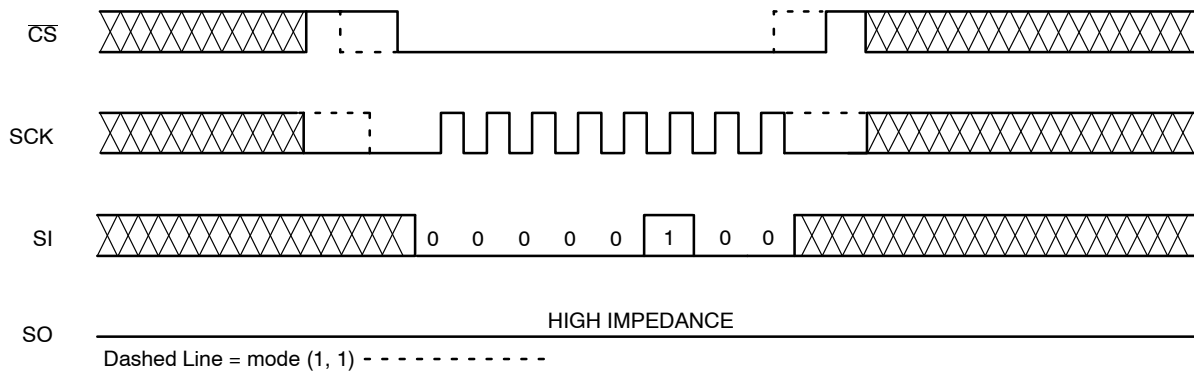 CS
SCK
SI
0 0 0 0 0 1 0 0
SO
HIGH IMPEDANCE
Dashed Line = mode (1, 1)